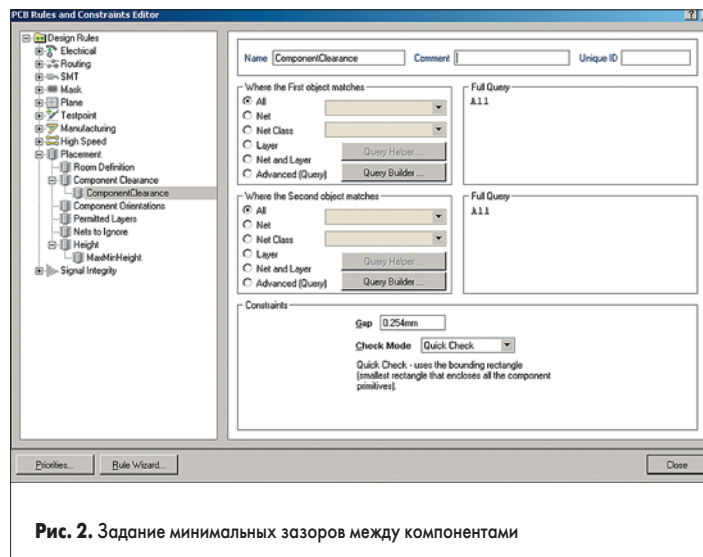 PCB Rules and Constraints Editor
Design Rules
Electrical
Routing
SMT
Mask
Plane
Testpoint
Manufacturing
High Speed
Placement
Room Definition
Component Clearance
ComponentClearance
Component Orientations
Permitted Layers
Nets to Ignore
Height
MaxMinHeight
Signal Integrity
Name ComponentClearance Comment Unique ID
Where the First object matches
All
Net
Net Class
Layer
Net and Layer
Advanced (Query)
Query Helper ...
Query Builder ...
Full Query
All
Where the Second object matches
All
Net
Net Class
Layer
Net and Layer
Advanced (Query)
Query Helper ...
Query Builder ...
Full Query
All
Constraints
Gap 0.254mm
Check Mode Quick Check
Quick Check - uses the bounding rectangle
(smallest rectangle that encloses all the component
primitives).
Priorities... Rule Wizard... Close
Рис. 2. Задание минимальных зазоров между компонентами